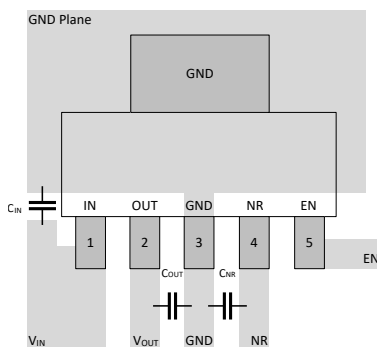 GND Plane
GND
IN OUT GND NR EN
CIN
1 2 3 4 5
EN
COUT CNR
VIN VOUT GND NR